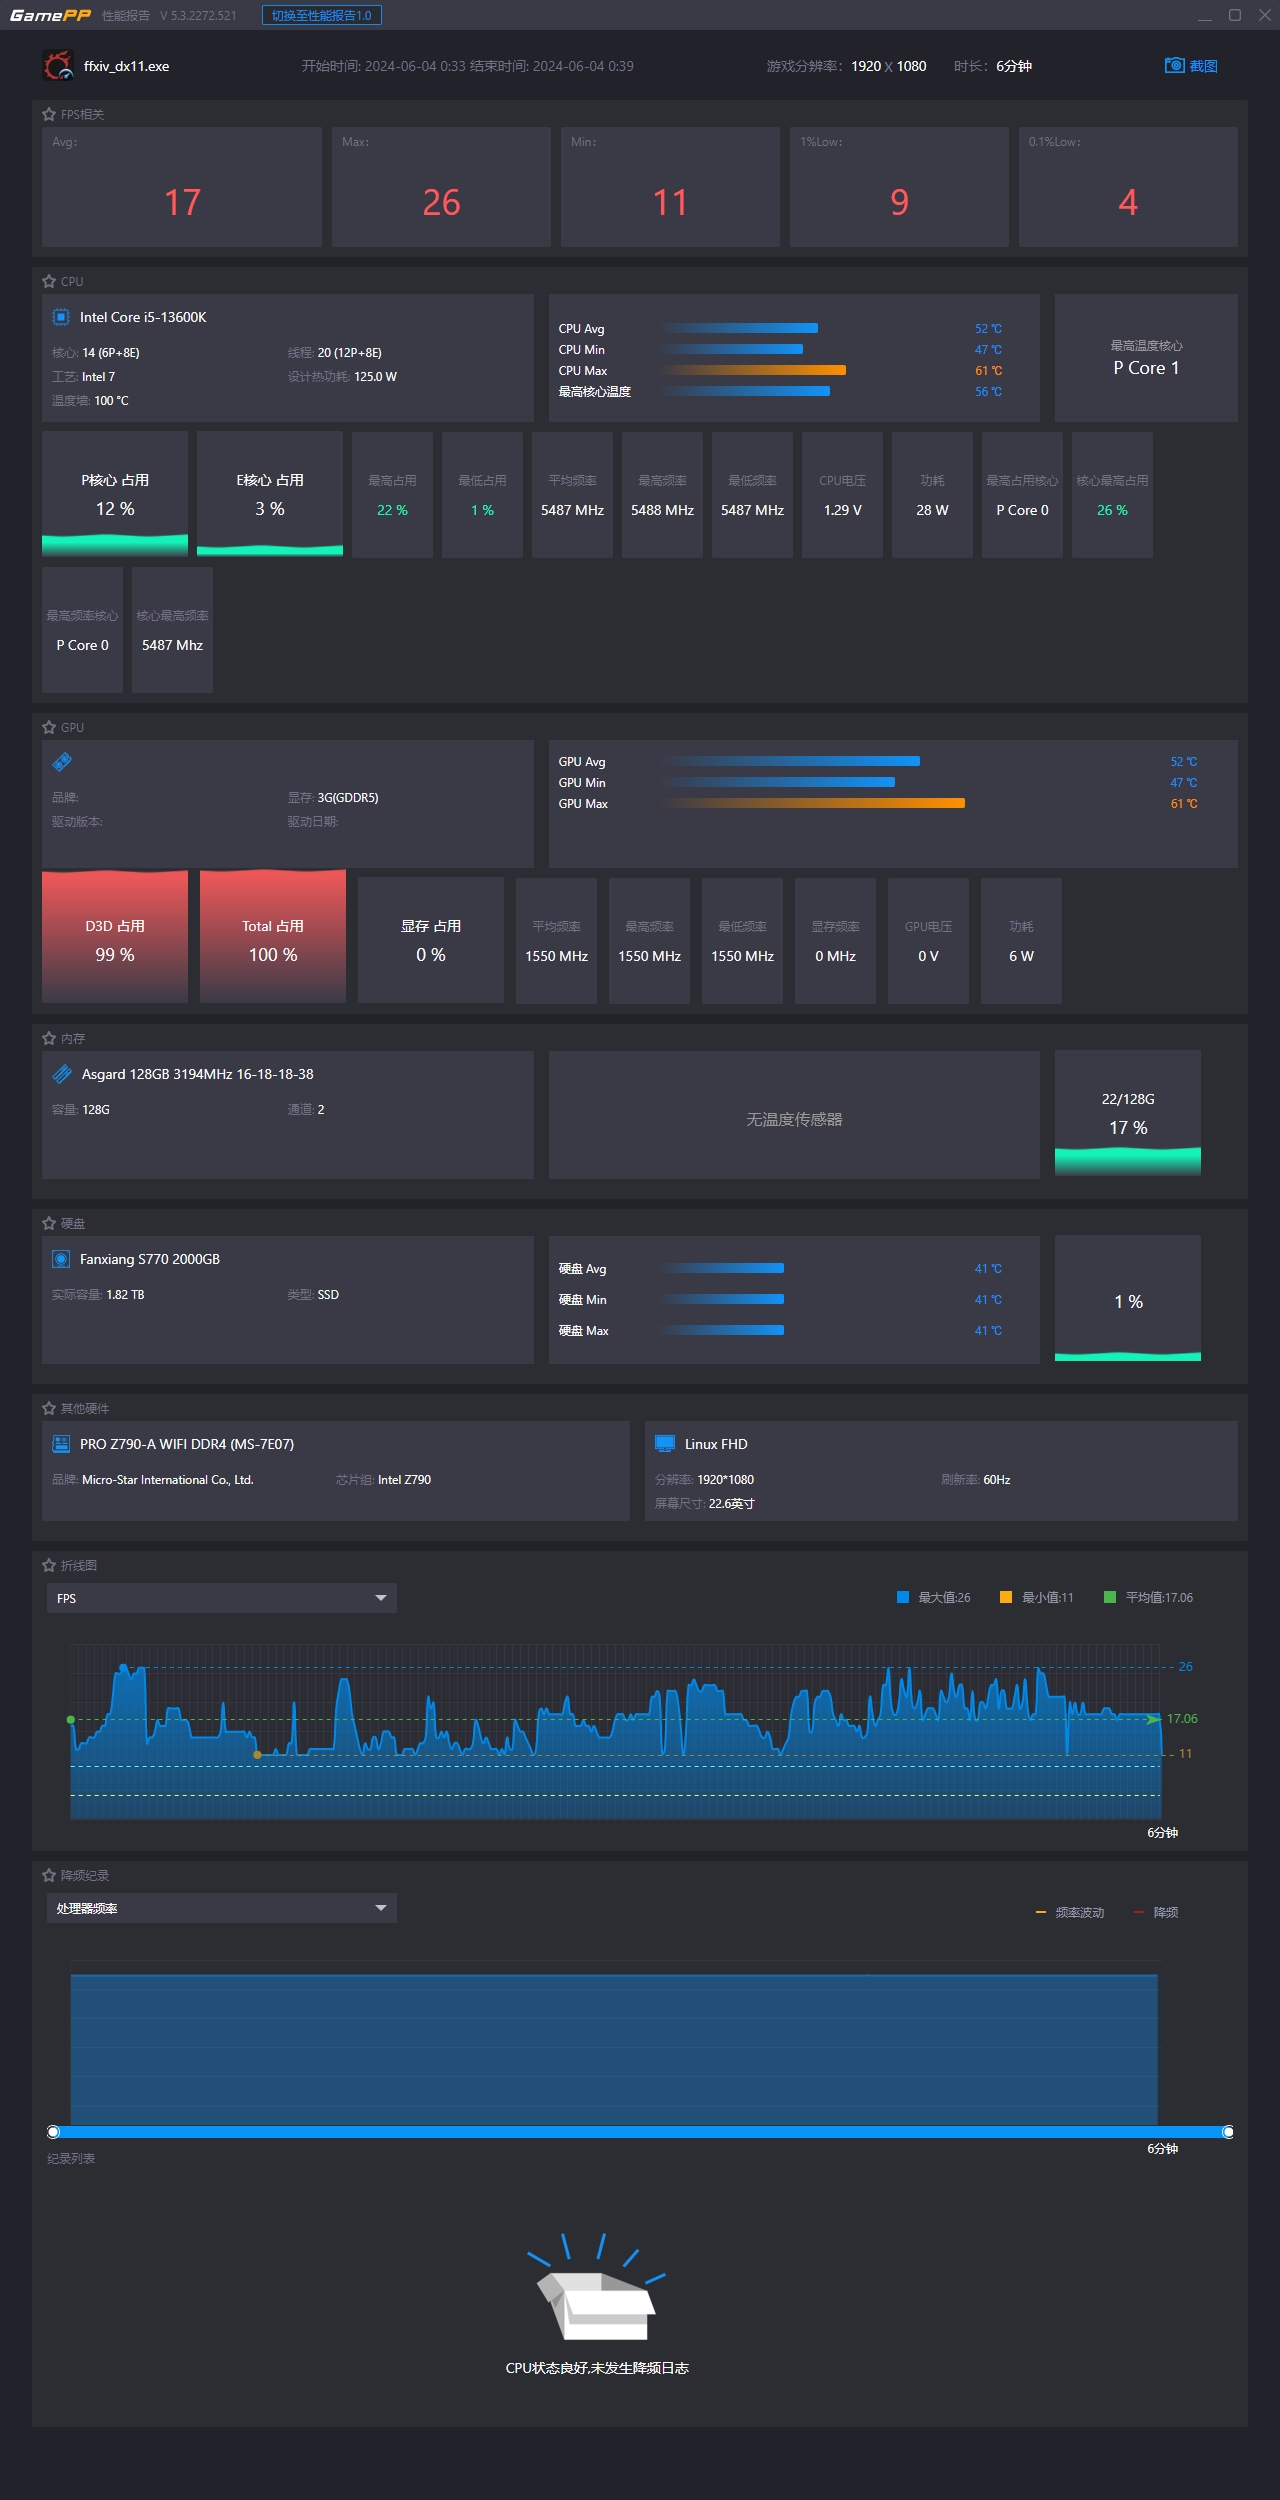 GamePP 性能报告 V 5.3.2272.521 切换至性能报告1.0
ffxiv_dx11.exe 开始时间: 2024-06-04 0:33 结束时间: 2024-06-04 0:39 游戏分辨率: 1920 X 1080 时长: 6分钟 截图
FPS相关
Avg: Max: Min: 1%Low: 0.1%Low:
17 26 11 9 4
CPU
Intel Core i5-13600K
核心: 14 (6P+8E) 线程: 20 (12P+8E)
工艺: Intel 7 设计热功耗: 125.0 W
温度墙: 100 °C
CPU Avg 52 ℃
CPU Min 47 ℃
CPU Max 61 ℃
最高核心温度 56 ℃
最高温度核心
P Core 1
P核心 占用 E核心 占用 最高占用 最低占用 平均频率 最高频率 最低频率 CPU电压 功耗 最高占用核心 核心最高占用
12 % 3 % 22 % 1 % 5487 MHz 5488 MHz 5487 MHz 1.29 V 28 W P Core 0 26 %
最高频率核心 核心最高频率
P Core 0 5487 Mhz
GPU
品牌: 显存: 3G(GDDR5)
驱动版本: 驱动日期:
GPU Avg 52 ℃
GPU Min 47 ℃
GPU Max 61 ℃
D3D 占用 Total 占用 显存 占用 平均频率 最高频率 最低频率 显存频率 GPU电压 功耗
99 % 100 % 0 % 1550 MHz 1550 MHz 1550 MHz 0 MHz 0 V 6 W
内存
Asgard 128GB 3194MHz 16-18-18-38
容量: 128G 通道: 2
无温度传感器
22/128G
17 %
硬盘
Fanxiang S770 2000GB
实际容量: 1.82 TB 类型: SSD
硬盘 Avg 41 ℃
硬盘 Min 41 ℃
硬盘 Max 41 ℃
1 %
其他硬件
PRO Z790-A WIFI DDR4 (MS-7E07)
品牌: Micro-Star International Co., Ltd. 芯片组: Intel Z790
Linux FHD
分辨率: 1920*1080 刷新率: 60Hz
屏幕尺寸: 22.6英寸
折线图
FPS 最大值:26 最小值:11 平均值:17.06
26
17.06
11
6分钟
降频纪录
处理器频率 频率波动 降频
6分钟
纪录列表
CPU状态良好,未发生降频日志